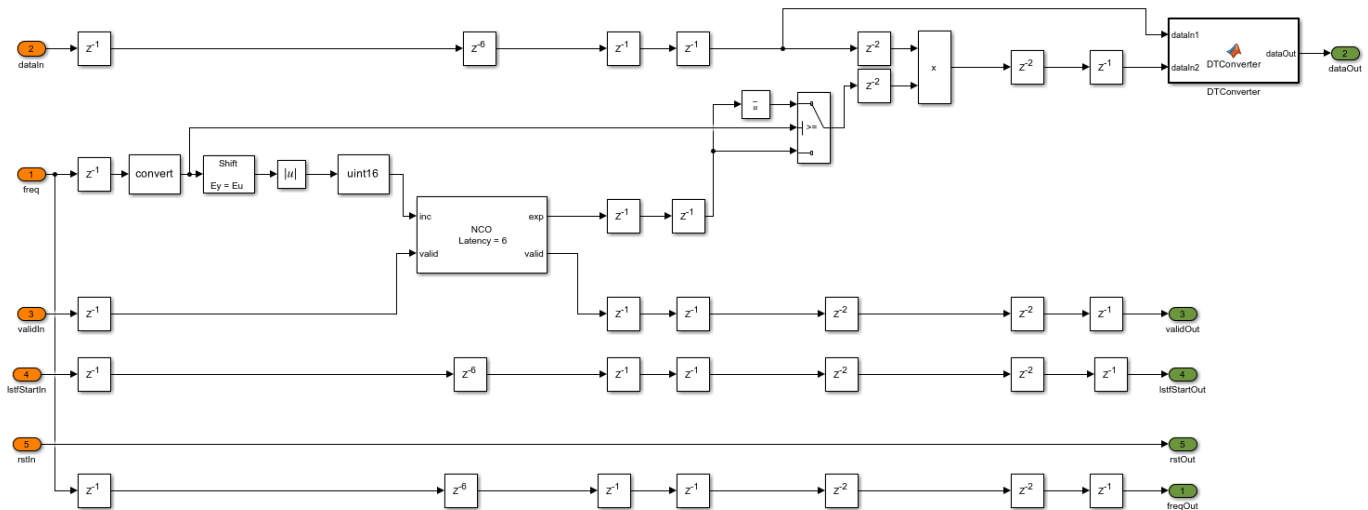 2
dataIn
z-1
z-6
z-1
z-1
z-2
z-2
x
z-2
z-1
dataIn1
dataIn2
DTConverter
dataOut
DTConverter
2
dataOut
u
>=
1
freq
z-1
convert
Shift
Ey = Eu
|u|
uint16
inc
valid
NCO
Latency = 6
exp
valid
z-1
z-1
3
validIn
z-1
z-1
z-1
z-2
z-2
z-1
3
validOut
4
lstfStartIn
z-1
z-6
z-1
z-1
z-2
z-2
z-1
4
lstfStartOut
5
rstIn
5
rstOut
z-1
z-6
z-1
z-1
z-2
z-2
z-1
1
freqOut